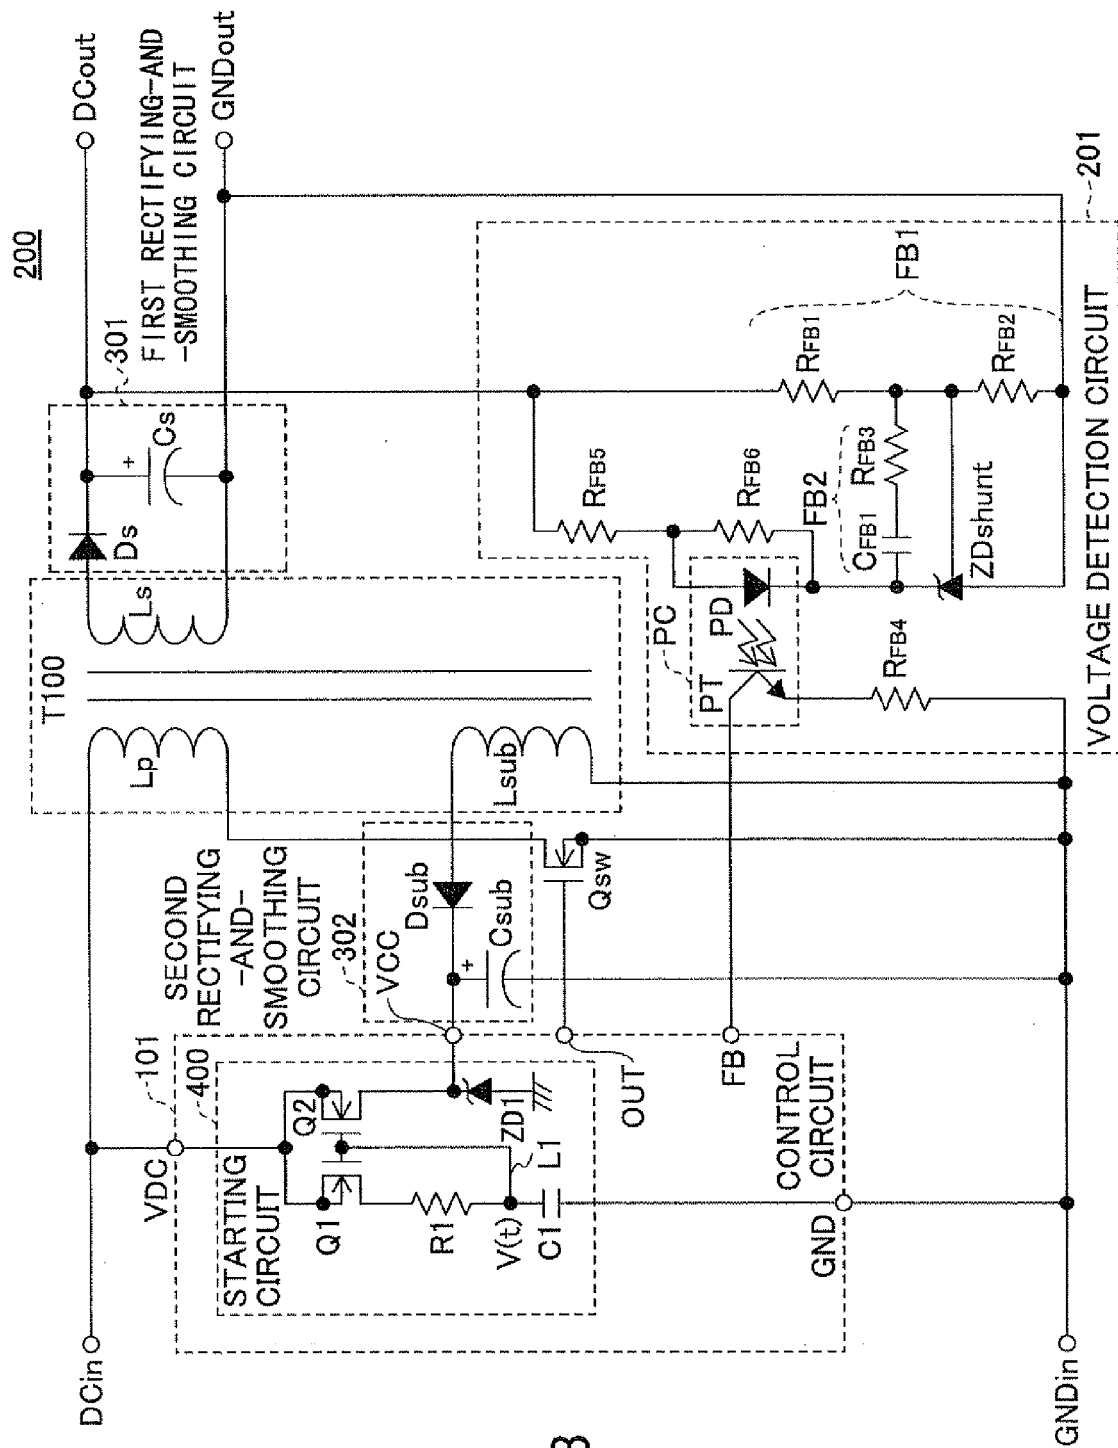 200
DCout
GNDout
FIRST RECTIFYING-AND
-SMOOTHING CIRCUIT
301
Cs
Ds
Ls
T100
Lp
Lsub
SECOND
RECTIFYING
-AND-
SMOOTHING
CIRCUIT
302
VCC
Dsub
Csub
+
+
Qsw
101
400
VDC
STARTING
CIRCUIT
Q1
Q2
R1
V(t)
C1
L1
ZD1
OUT
FB
CONTROL
CIRCUIT
GND
DCin
GNDin
201
VOLTAGE DETECTION CIRCUIT
FB1
RFB1
RFB2
RFB5
RFB6
FB2
CFB1
RFB3
ZDshunt
PC
PD
PT
RFB4